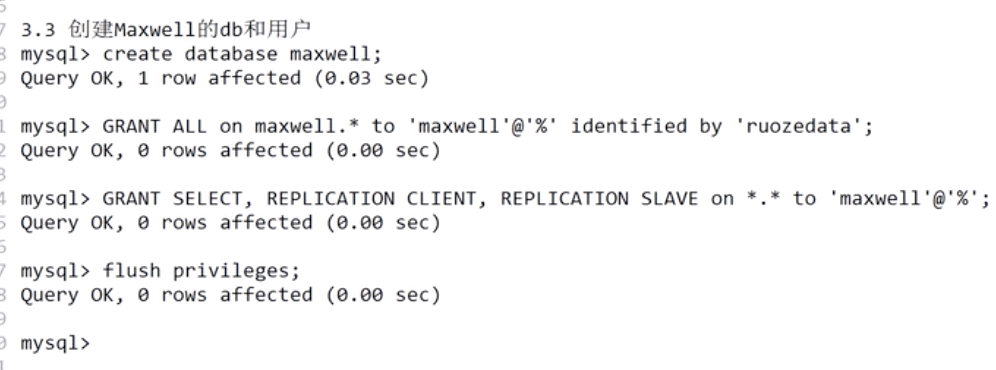 3.3 创建Maxwell的db和用户
mysql> create database maxwell;
Query OK, 1 row affected (0.03 sec)
mysql> GRANT ALL on maxwell.* to 'maxwell'@'%' identified by 'ruozedata';
Query OK, 0 rows affected (0.00 sec)
mysql> GRANT SELECT, REPLICATION CLIENT, REPLICATION SLAVE on *.* to 'maxwell'@'%';
Query OK, 0 rows affected (0.00 sec)
mysql> flush privileges;
Query OK, 0 rows affected (0.00 sec)
mysql>